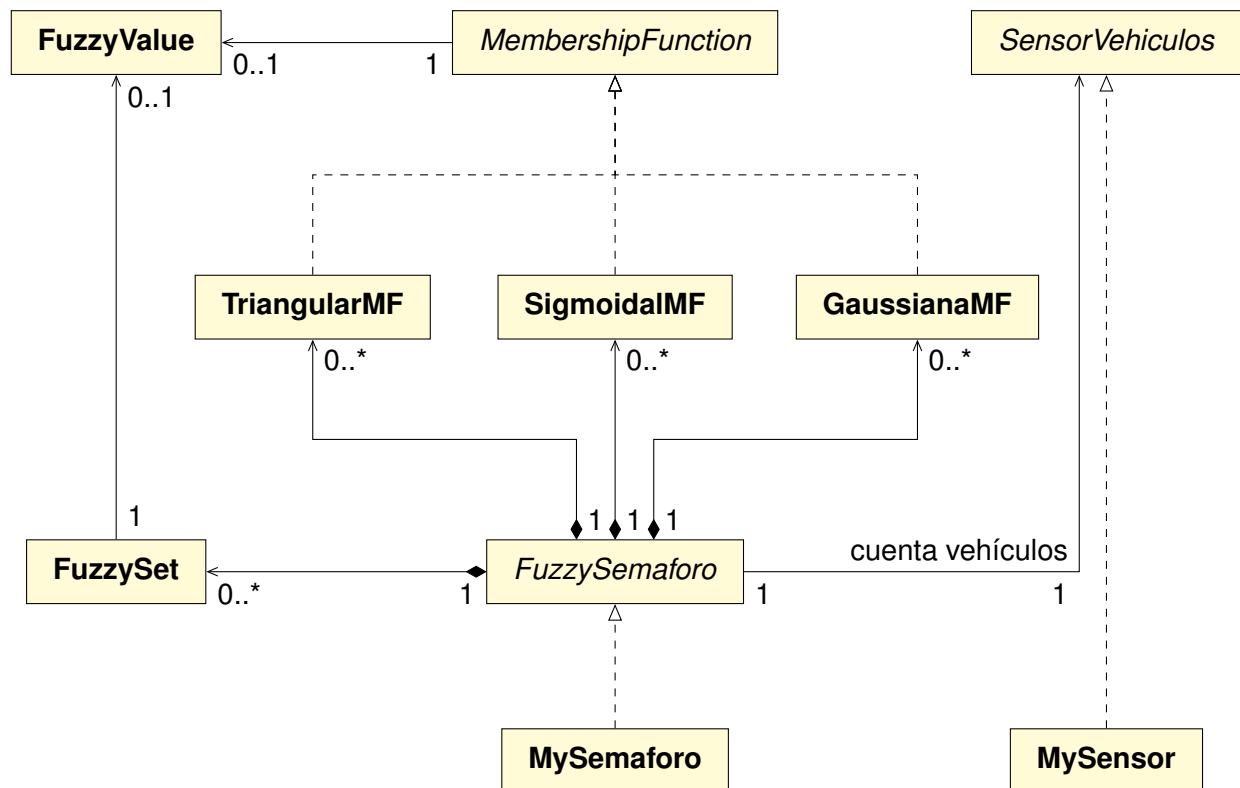 FuzzyValue
MembershipFunction
SensorVehiculos
0..1
1
0..1
TriangularMF
SigmoidalMF
GaussianaMF
0..*
0..*
0..*
1
1
1
1
cuenta vehículos
FuzzySet
FuzzySemaforo
0..*
1
1
1
MySemaforo
MySensor